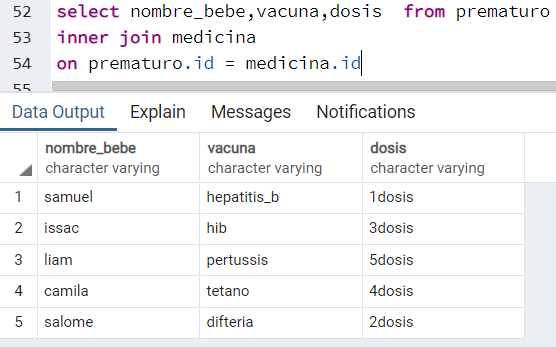 52 select nombre_bebe,vacuna,dosis  from prematuro
53 inner join medicina
54 on prematuro.id = medicina.id
55
Data Output Explain Messages Notifications
nombre_bebe vacuna dosis
character varying character varying character varying
1 samuel hepatitis_b 1dosis
2 issac hib 3dosis
3 liam pertussis 5dosis
4 camila tetano 4dosis
5 salome difteria 2dosis